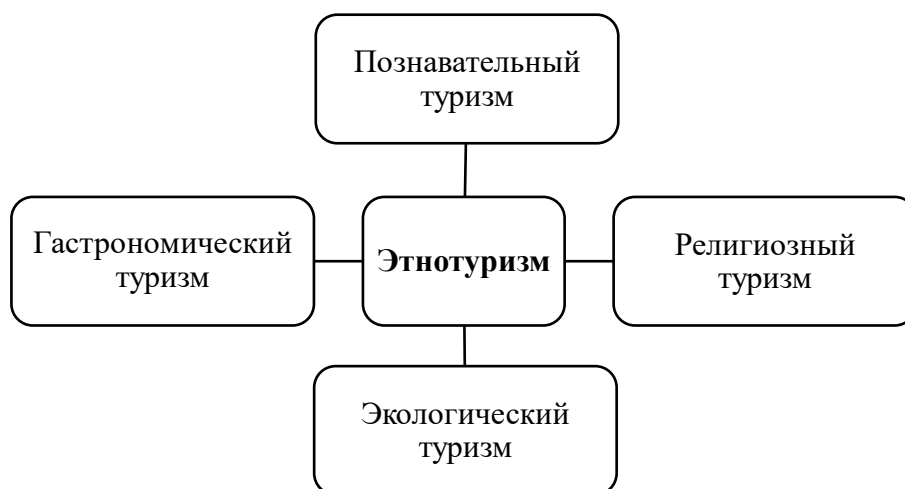 Познавательный
туризм
Гастрономический
туризм
Этнотуризм
Религиозный
туризм
Экологический
туризм